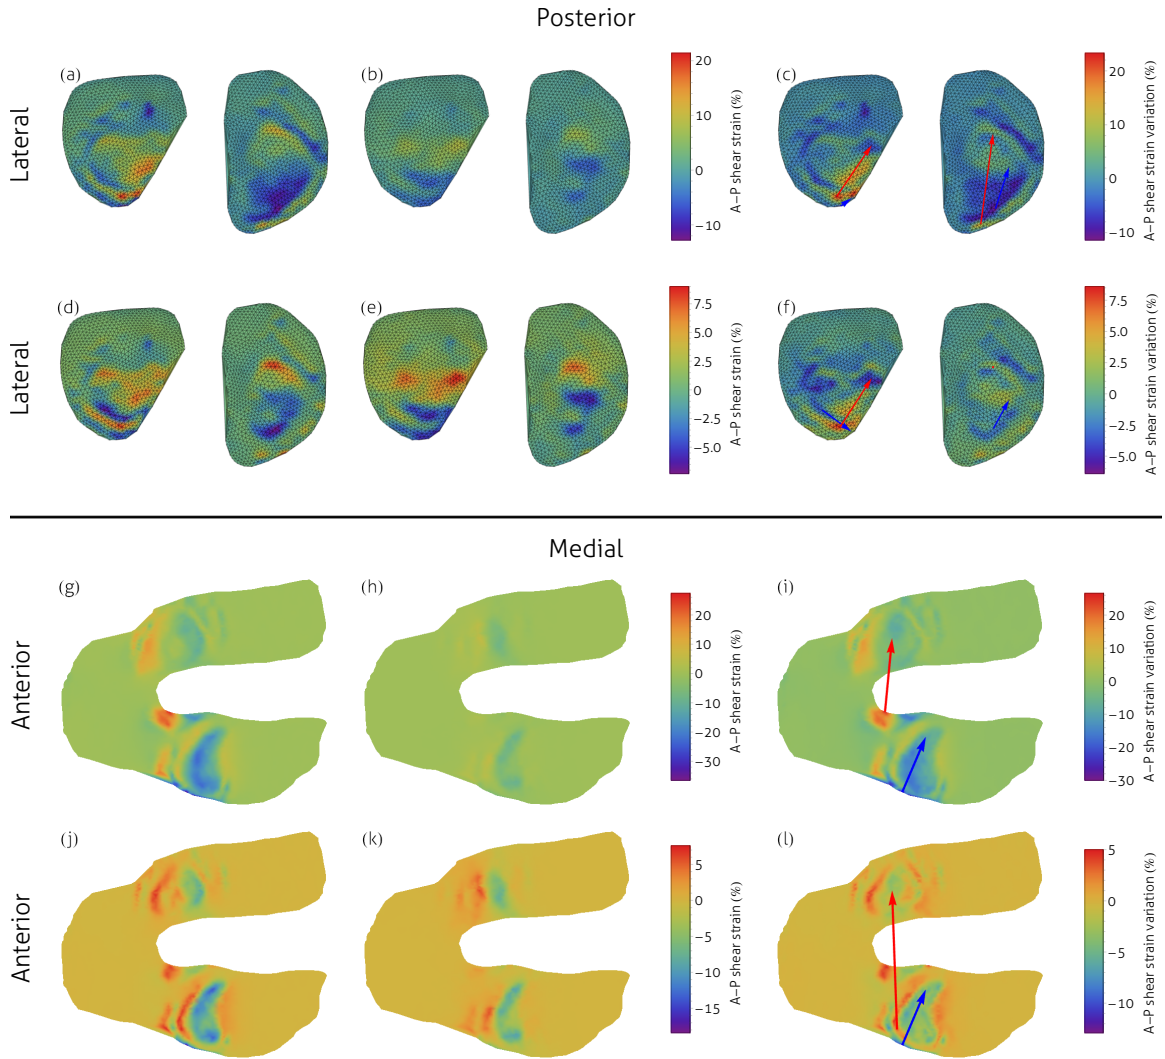 Posterior
Lateral
(a)
(b)
20
10
0
−10
A−P shear strain (%)
(c)
20
10
0
−10
A−P shear strain variation (%)
Lateral
(d)
(e)
7.5
5.0
2.5
0
−2.5
−5.0
A−P shear strain (%)
(f)
7.5
5.0
2.5
0
−2.5
−5.0
A−P shear strain variation (%)
Medial
Anterior
(g)
(h)
20
10
0
−10
−20
−30
A−P shear strain (%)
(i)
20
10
0
−10
−20
−30
A−P shear strain variation (%)
Anterior
(j)
(k)
5
0
−5
−10
−15
A−P shear strain (%)
(l)
5
0
−5
−10
A−P shear strain variation (%)